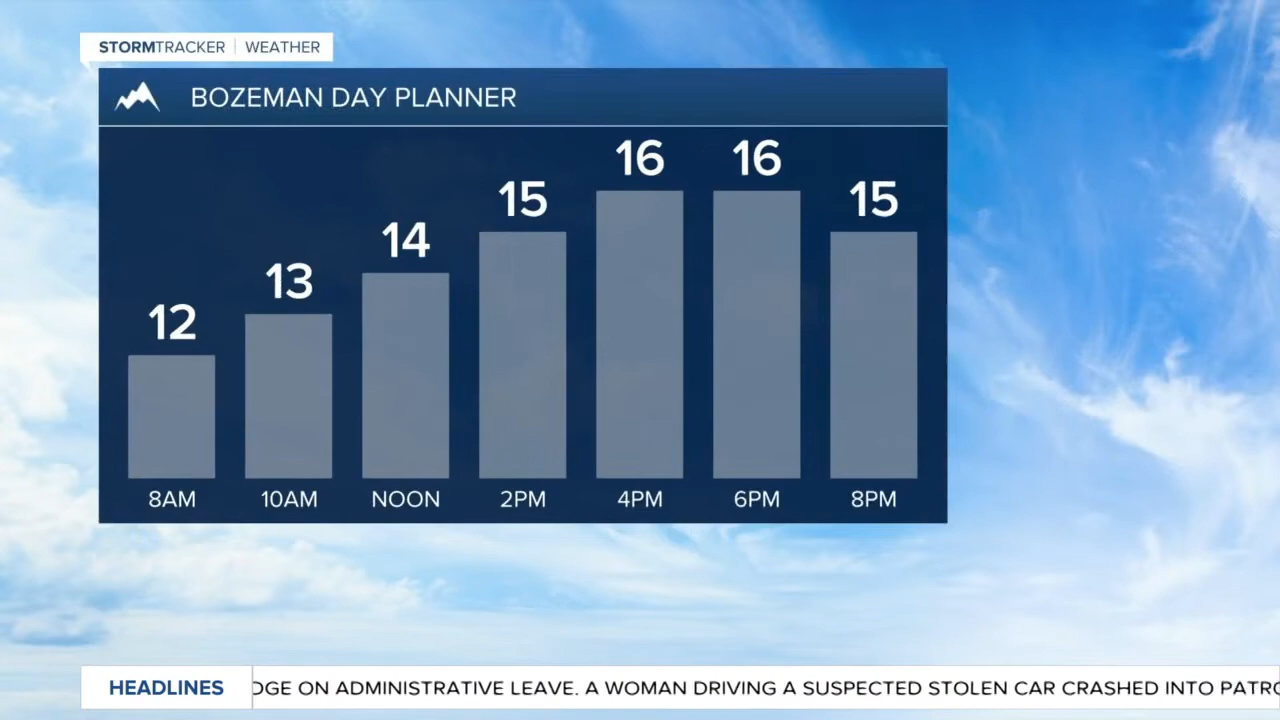 STORMTRACKER | WEATHER
BOZEMAN DAY PLANNER
12 13 14 15 16 16 15
8AM 10AM NOON 2PM 4PM 6PM 8PM
HEADLINES
ON ADMINISTRATIVE LEAVE. A WOMAN DRIVING A SUSPECTED STOLEN CAR CRASHED INTO